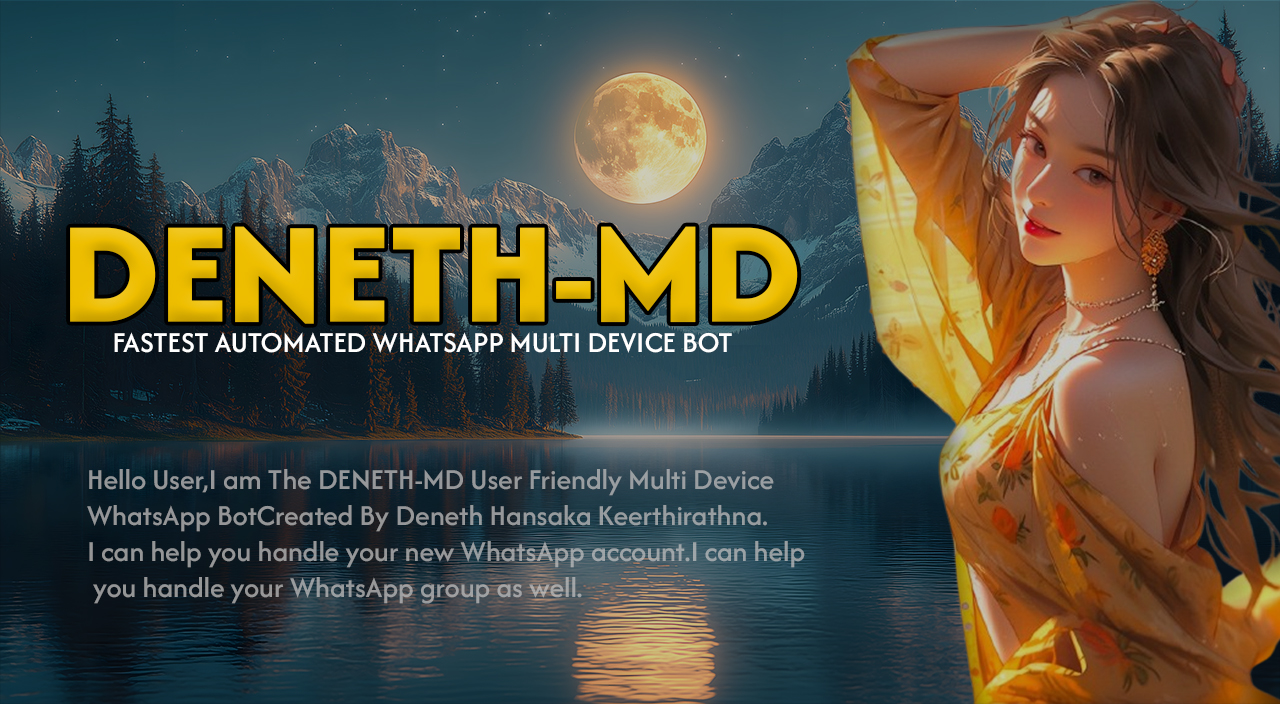 DENETH-MD
FASTEST AUTOMATED WHATSAPP MULTI DEVICE BOT
Hello User,I am The DENETH-MD User Friendly Multi Device
WhatsApp BotCreated By Deneth Hansaka Keerthirathna.
I can help you handle your new WhatsApp account.I can help
you handle your WhatsApp group as well.